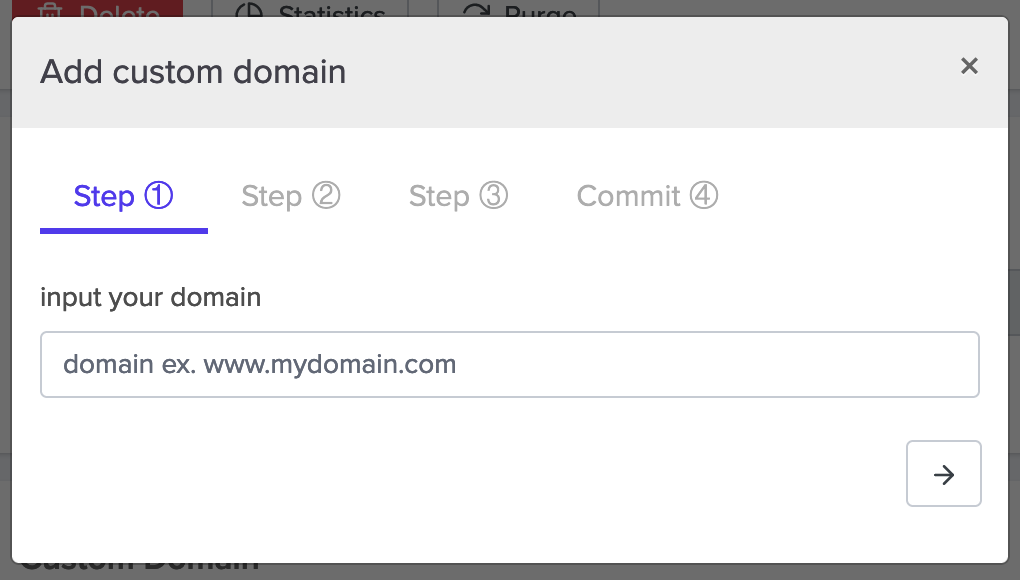 Delete Statistics Purge
Add custom domain ×
Step ① Step ② Step ③ Commit ④
input your domain
domain ex. www.mydomain.com
→
Custom Domain